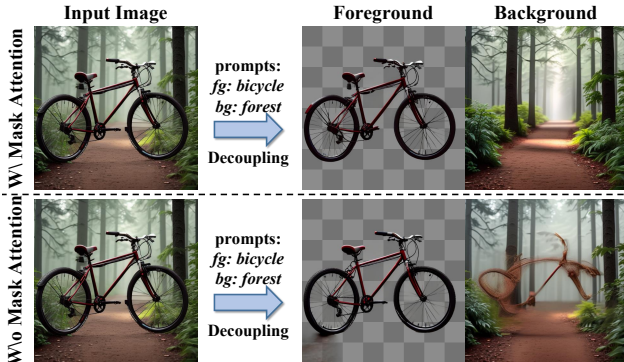 Input Image
Foreground
Background
W\ Mask Attention
prompts:
fg: bicycle
bg: forest
Decoupling
W\o Mask Attention
prompts:
fg: bicycle
bg: forest
Decoupling